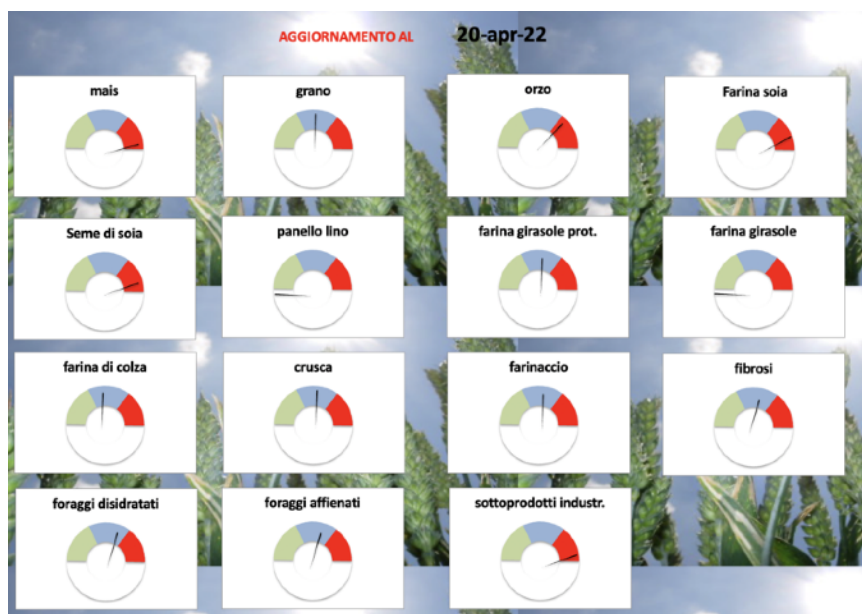 AGGIORNAMENTO AL 20-apr-22
mais
grano
orzo
Farina soia
Seme di soia
panello lino
farina girasole prot.
farina girasole
farina di colza
crusca
farinaccio
fibrosi
foraggi disidratati
foraggi affienati
sottoprodotti industr.